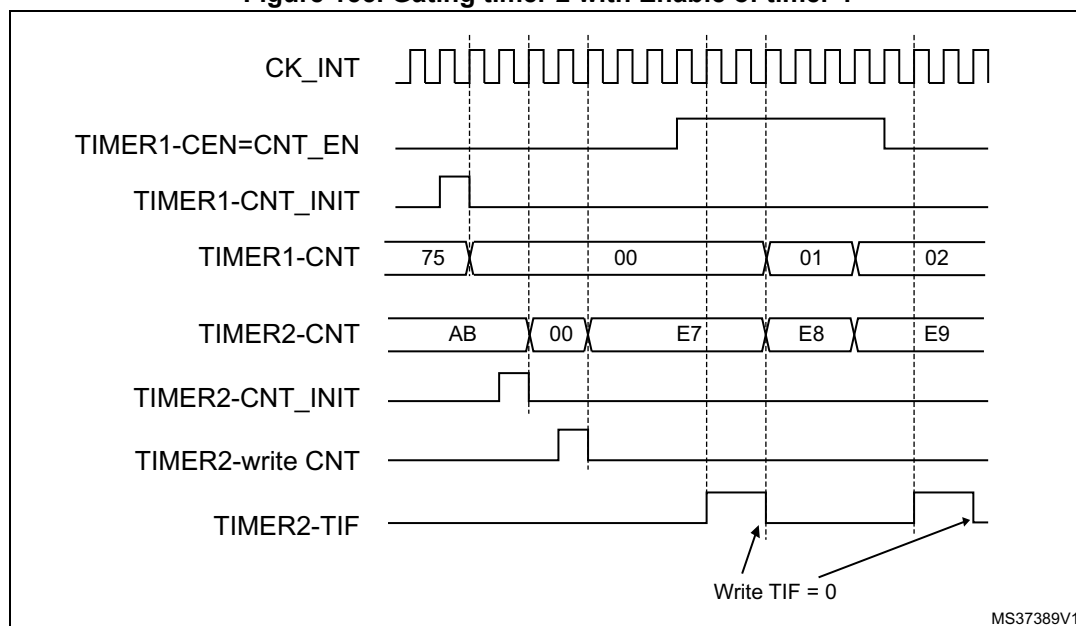 CK_INT
TIMER1-CEN=CNT_EN
TIMER1-CNT_INIT
TIMER1-CNT 75 00 01 02
TIMER2-CNT AB 00 E7 E8 E9
TIMER2-CNT_INIT
TIMER2-write CNT
TIMER2-TIF
Write TIF = 0
MS37389V1